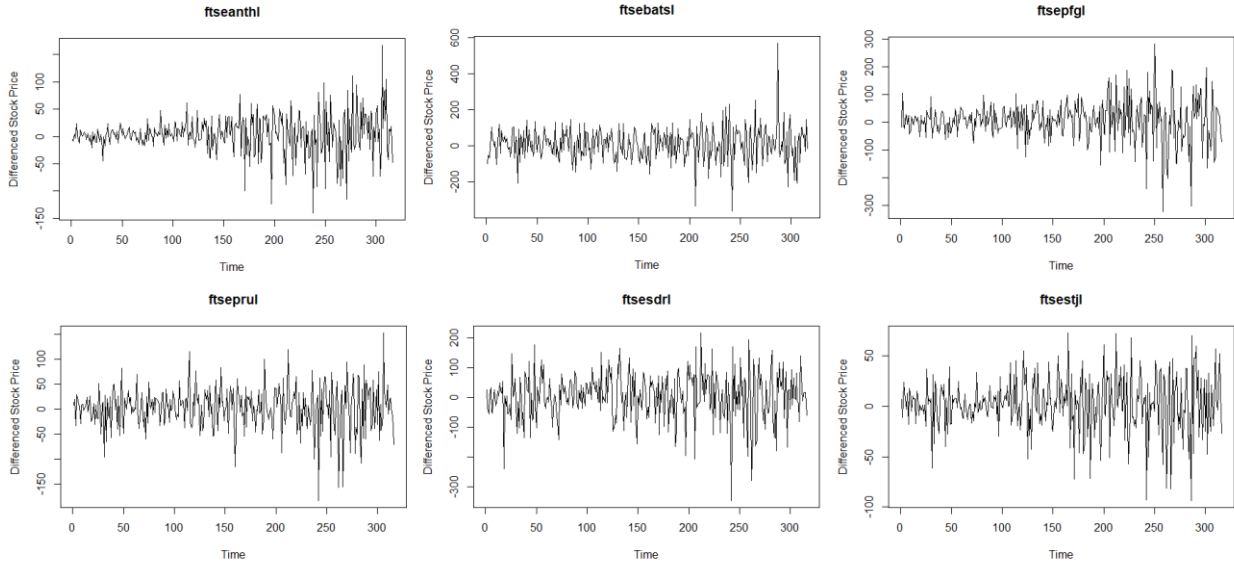 ftseanthl
ftsebatsl
ftsepfgl
Differenced Stock Price
-150 -50 0 50 100
0 50 100 150 200 250 300
Time
Differenced Stock Price
-200 0 200 400 600
0 50 100 150 200 250 300
Time
Differenced Stock Price
-300 -100 0 100 200 300
0 50 100 150 200 250 300
Time
ftseprul
ftsesdrl
ftsestjl
Differenced Stock Price
-150 -50 0 50 100
0 50 100 150 200 250 300
Time
Differenced Stock Price
-300 -100 0 100 200
0 50 100 150 200 250 300
Time
Differenced Stock Price
-100 -50 0 50
0 50 100 150 200 250 300
Time